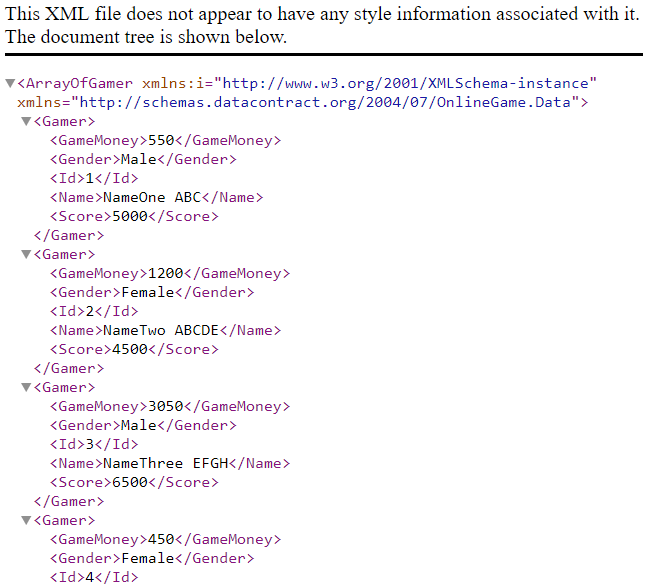 This XML file does not appear to have any style information associated with it.
The document tree is shown below.
▼<ArrayOfGamer xmlns:i="http://www.w3.org/2001/XMLSchema-instance"
xmlns="http://schemas.datacontract.org/2004/07/OnlineGame.Data">
▼<Gamer>
<GameMoney>550</GameMoney>
<Gender>Male</Gender>
<Id>1</Id>
<Name>NameOne ABC</Name>
<Score>5000</Score>
</Gamer>
▼<Gamer>
<GameMoney>1200</GameMoney>
<Gender>Female</Gender>
<Id>2</Id>
<Name>NameTwo ABCDE</Name>
<Score>4500</Score>
</Gamer>
▼<Gamer>
<GameMoney>3050</GameMoney>
<Gender>Male</Gender>
<Id>3</Id>
<Name>NameThree EFGH</Name>
<Score>6500</Score>
</Gamer>
▼<Gamer>
<GameMoney>450</GameMoney>
<Gender>Female</Gender>
<Id>4</Id>